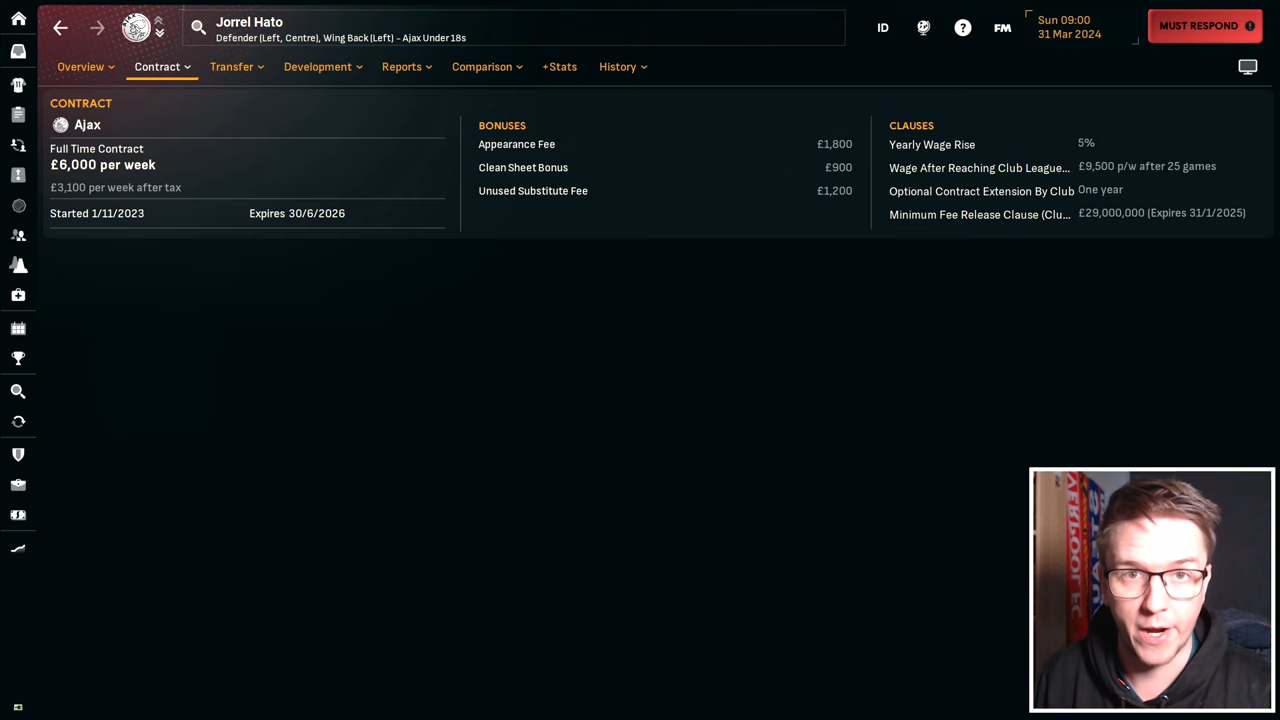 Jorrel Hato
Defender (Left, Centre), Wing Back (Left) - Ajax Under 18s
ID
FM
Sun 09:00
31 Mar 2024
MUST RESPOND
Overview
Contract
Transfer
Development
Reports
Comparison
+Stats
History
CONTRACT
Ajax
Full Time Contract
£6,000 per week
£3,100 per week after tax
Started 1/11/2023
Expires 30/6/2026
BONUSES
Appearance Fee £1,800
Clean Sheet Bonus £900
Unused Substitute Fee £1,200
CLAUSES
Yearly Wage Rise 5%
Wage After Reaching Club League... £9,500 p/w after 25 games
Optional Contract Extension By Club One year
Minimum Fee Release Clause (Clu... £29,000,000 (Expires 31/1/2025)